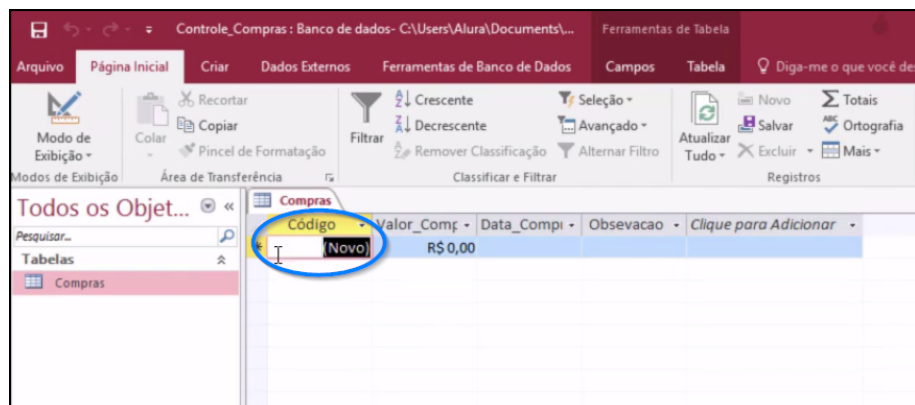 Controle_Compras : Banco de dados- C:\Users\Alura\Documents\... Ferramentas de Tabela
Arquivo Página Inicial Criar Dados Externos Ferramentas de Banco de Dados Campos Tabela Diga-me o que você des
Recortar Crescente Seleção Novo Totais
Copiar Decrescente Avançado Salvar Ortografia
Pincel de Formatação Remover Classificação Alternar Filtro Excluir Mais
Modo de Exibição Colar Filtrar Atualizar Tudo
Modos de Exibição Área de Transferência Classificar e Filtrar Registros
Todos os Objet... « Compras
Código Valor_Comp Data_Compi Obsevacao Clique para Adicionar
Pesquisar... * (Novo) R$ 0,00
Tabelas
Compras